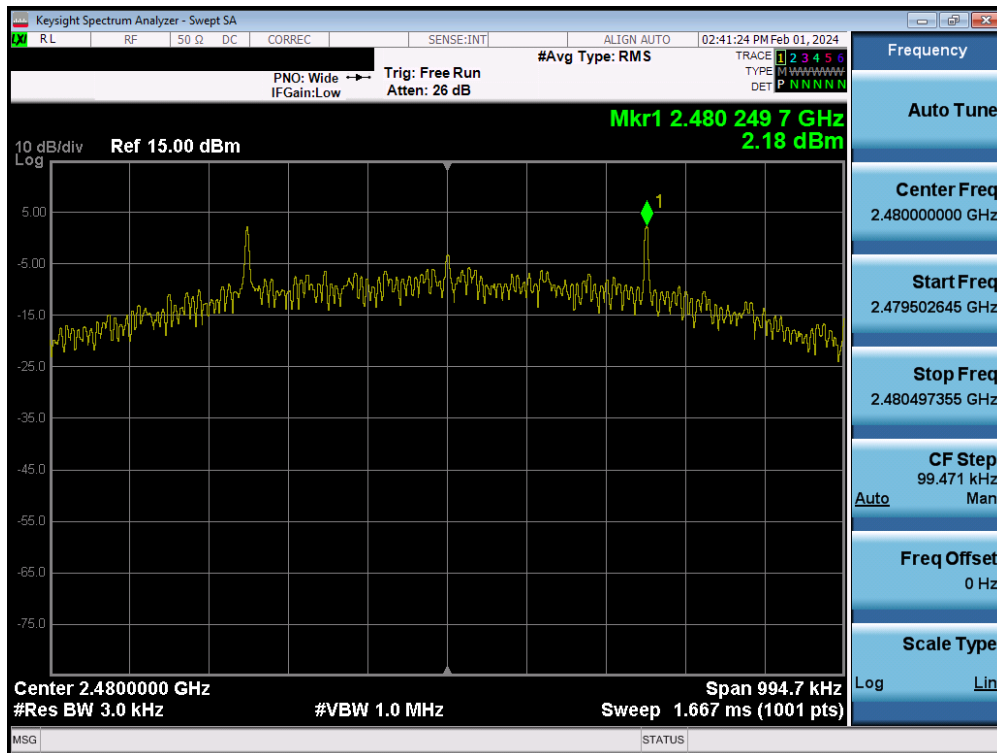 Keysight Spectrum Analyzer - Swept SA
LXI RL RF 50 Ω DC CORREC SENSE:INT ALIGN AUTO 02:41:24 PM Feb 01, 2024
#Avg Type: RMS
TRACE 1 2 3 4 5 6
TYPE M W W W W W
DET P N N N N N
PNO: Wide
IFGain:Low
Trig: Free Run
Atten: 26 dB
Mkr1 2.480 249 7 GHz
2.18 dBm
10 dB/div
Log
Ref 15.00 dBm
1
5.00
-5.00
-15.0
-25.0
-35.0
-45.0
-55.0
-65.0
-75.0
Center 2.4800000 GHz
Span 994.7 kHz
#Res BW 3.0 kHz
#VBW 1.0 MHz
Sweep 1.667 ms (1001 pts)
MSG
STATUS
Frequency
Auto Tune
Center Freq
2.480000000 GHz
Start Freq
2.479502645 GHz
Stop Freq
2.480497355 GHz
CF Step
99.471 kHz
Auto Man
Freq Offset
0 Hz
Scale Type
Log Lin